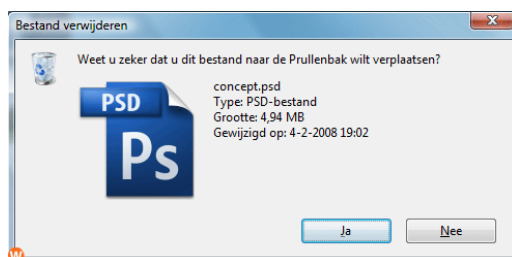 Bestand verwijderen
Weet u zeker dat u dit bestand naar de Prullenbak wilt verplaatsen?
PSD
Ps
concept.psd
Type: PSD-bestand
Grootte: 4,94 MB
Gewijzigd op: 4-2-2008 19:02
Ja
Nee
W